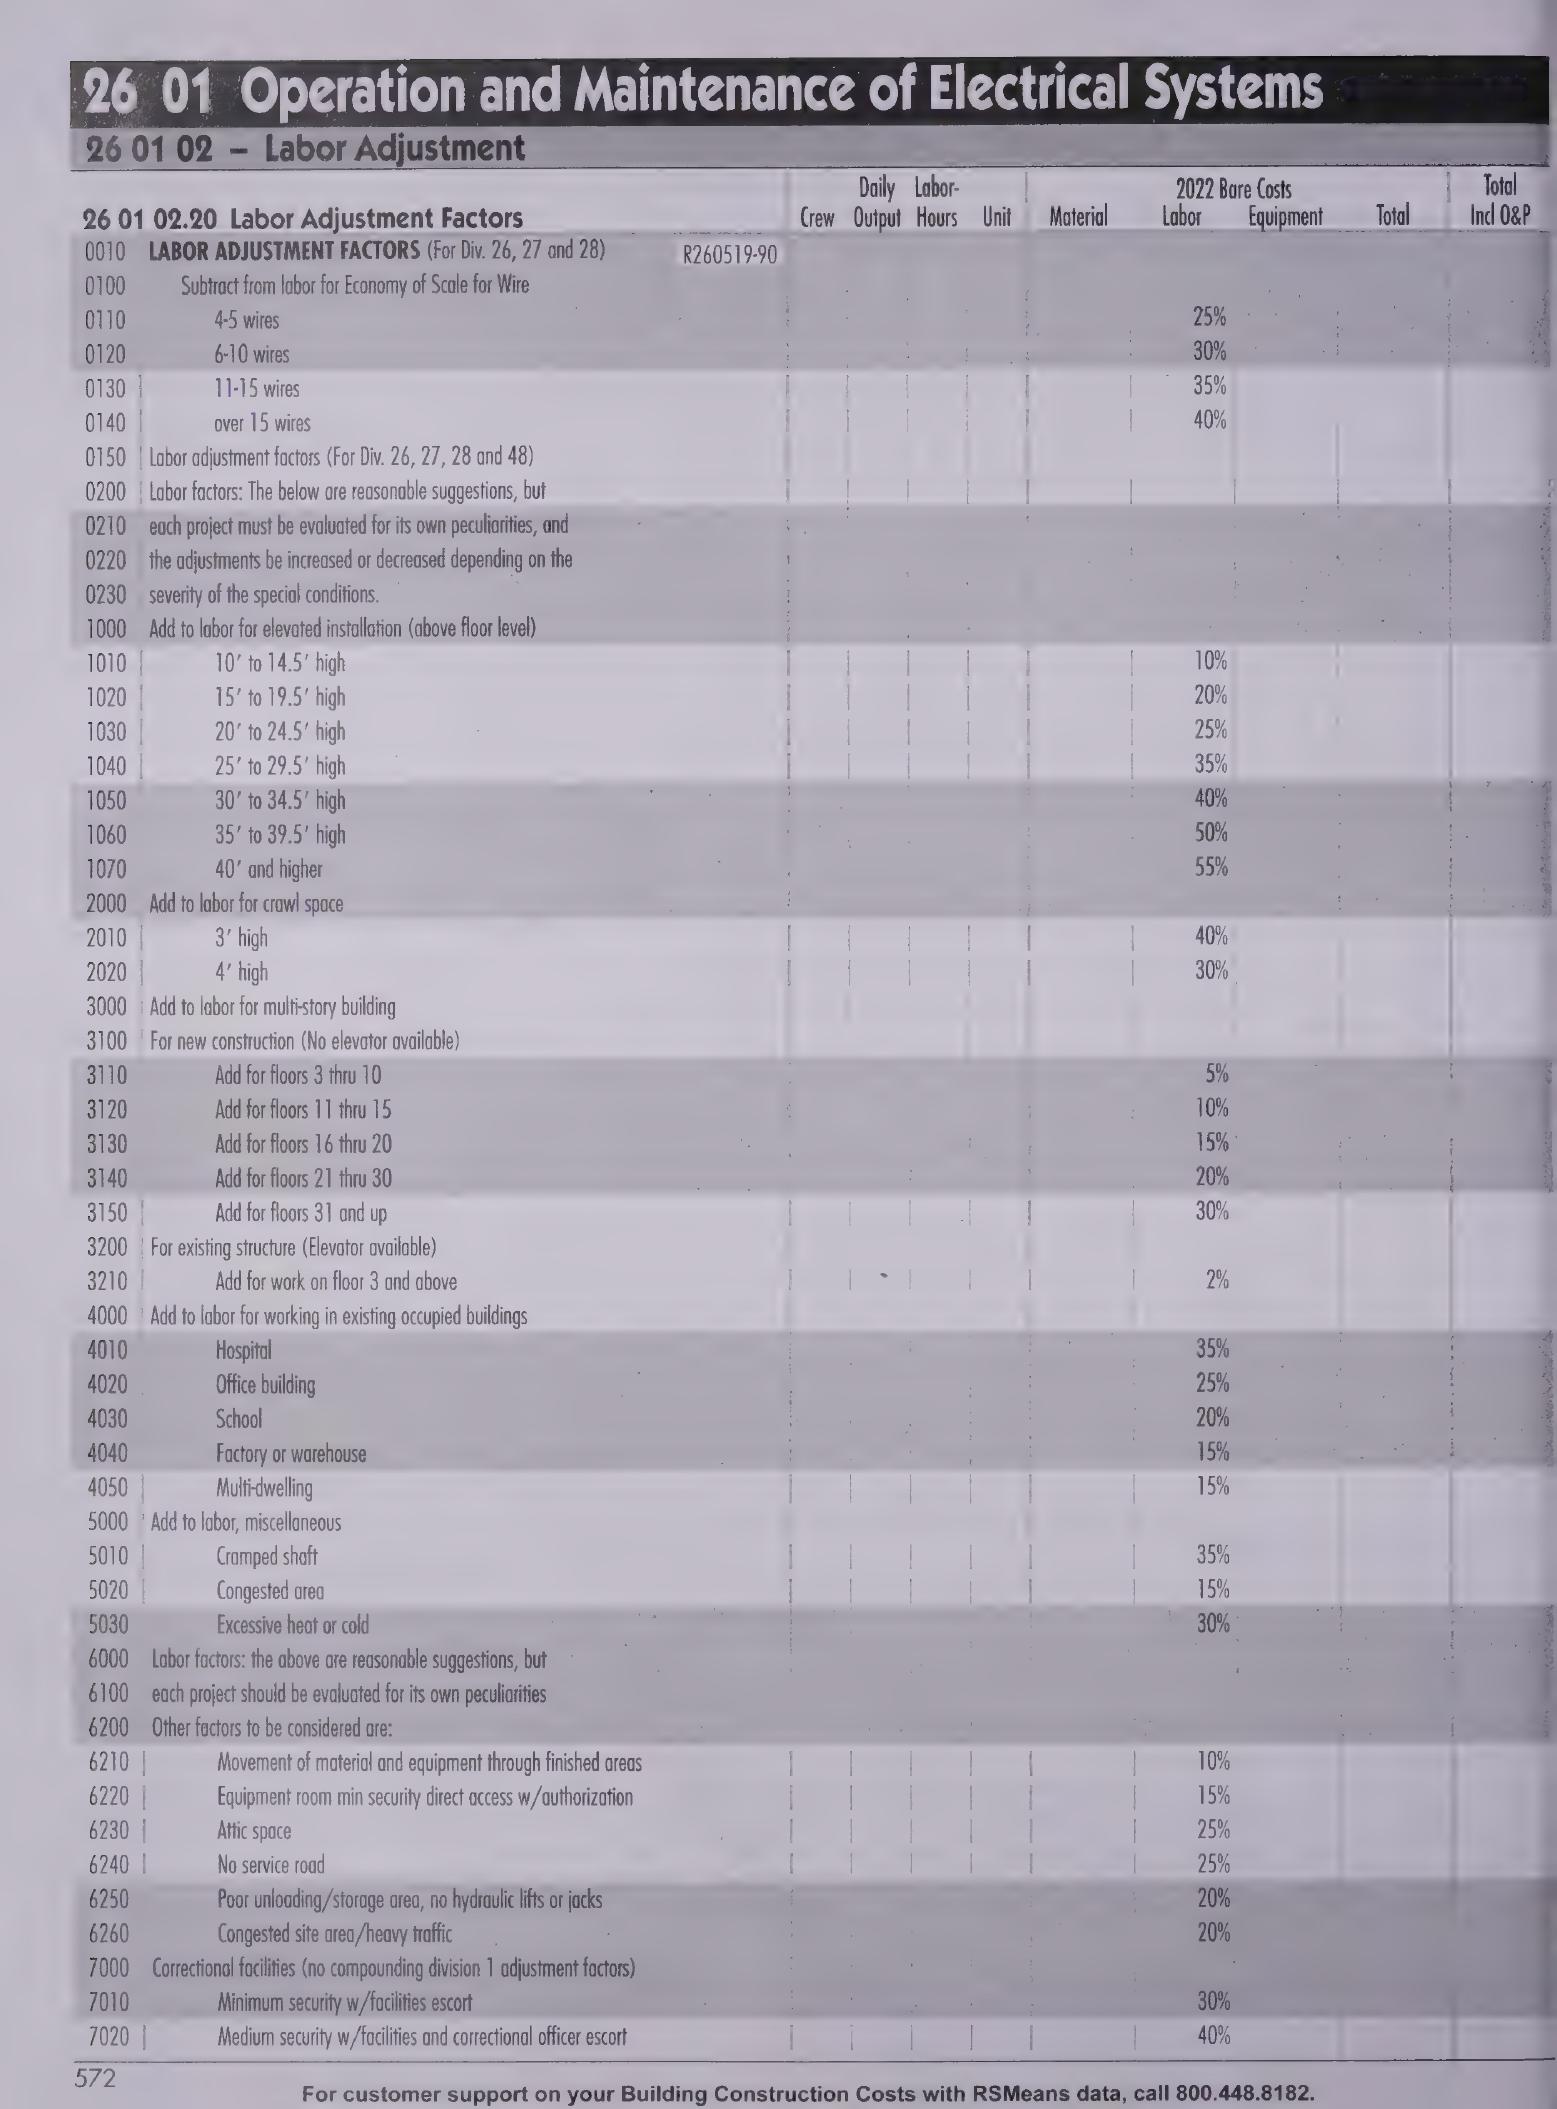 26 01 Operation and Maintenance of Electrical Systems
26 01 02 – Labor Adjustment
Daily Labor- 2022 Bare Costs Total
26 01 02.20 Labor Adjustment Factors Crew Output Hours Unit Material Labor Equipment Total Incl O&P
0010 LABOR ADJUSTMENT FACTORS (For Div. 26, 27 and 28) R260519-90
0100 Subtract from labor for Economy of Scale for Wire
0110 4-5 wires 25%
0120 6-10 wires 30%
0130 11-15 wires 35%
0140 over 15 wires 40%
0150 Labor adjustment factors (For Div. 26, 27, 28 and 48)
0200 Labor factors: The below are reasonable suggestions, but
0210 each project must be evaluated for its own peculiarities, and
0220 the adjustments be increased or decreased depending on the
0230 severity of the special conditions.
1000 Add to labor for elevated installation (above floor level)
1010 10′ to 14.5′ high 10%
1020 15′ to 19.5′ high 20%
1030 20′ to 24.5′ high 25%
1040 25′ to 29.5′ high 35%
1050 30′ to 34.5′ high 40%
1060 35′ to 39.5′ high 50%
1070 40′ and higher 55%
2000 Add to labor for crawl space
2010 3′ high 40%
2020 4′ high 30%
3000 Add to labor for multi-story building
3100 For new construction (No elevator available)
3110 Add for floors 3 thru 10 5%
3120 Add for floors 11 thru 15 10%
3130 Add for floors 16 thru 20 15%
3140 Add for floors 21 thru 30 20%
3150 Add for floors 31 and up 30%
3200 For existing structure (Elevator available)
3210 Add for work on floor 3 and above 2%
4000 Add to labor for working in existing occupied buildings
4010 Hospital 35%
4020 Office building 25%
4030 School 20%
4040 Factory or warehouse 15%
4050 Multi-dwelling 15%
5000 Add to labor, miscellaneous
5010 Cramped shaft 35%
5020 Congested area 15%
5030 Excessive heat or cold 30%
6000 Labor factors: the above are reasonable suggestions, but
6100 each project should be evaluated for its own peculiarities
6200 Other factors to be considered are:
6210 Movement of material and equipment through finished areas 10%
6220 Equipment room min security direct access w/authorization 15%
6230 Attic space 25%
6240 No service road 25%
6250 Poor unloading/storage area, no hydraulic lifts or jacks 20%
6260 Congested site area/heavy traffic 20%
7000 Correctional facilities (no compounding division 1 adjustment factors)
7010 Minimum security w/facilities escort 30%
7020 Medium security w/facilities and correctional officer escort 40%
572
For customer support on your Building Construction Costs with RSMeans data, call 800.448.8182.